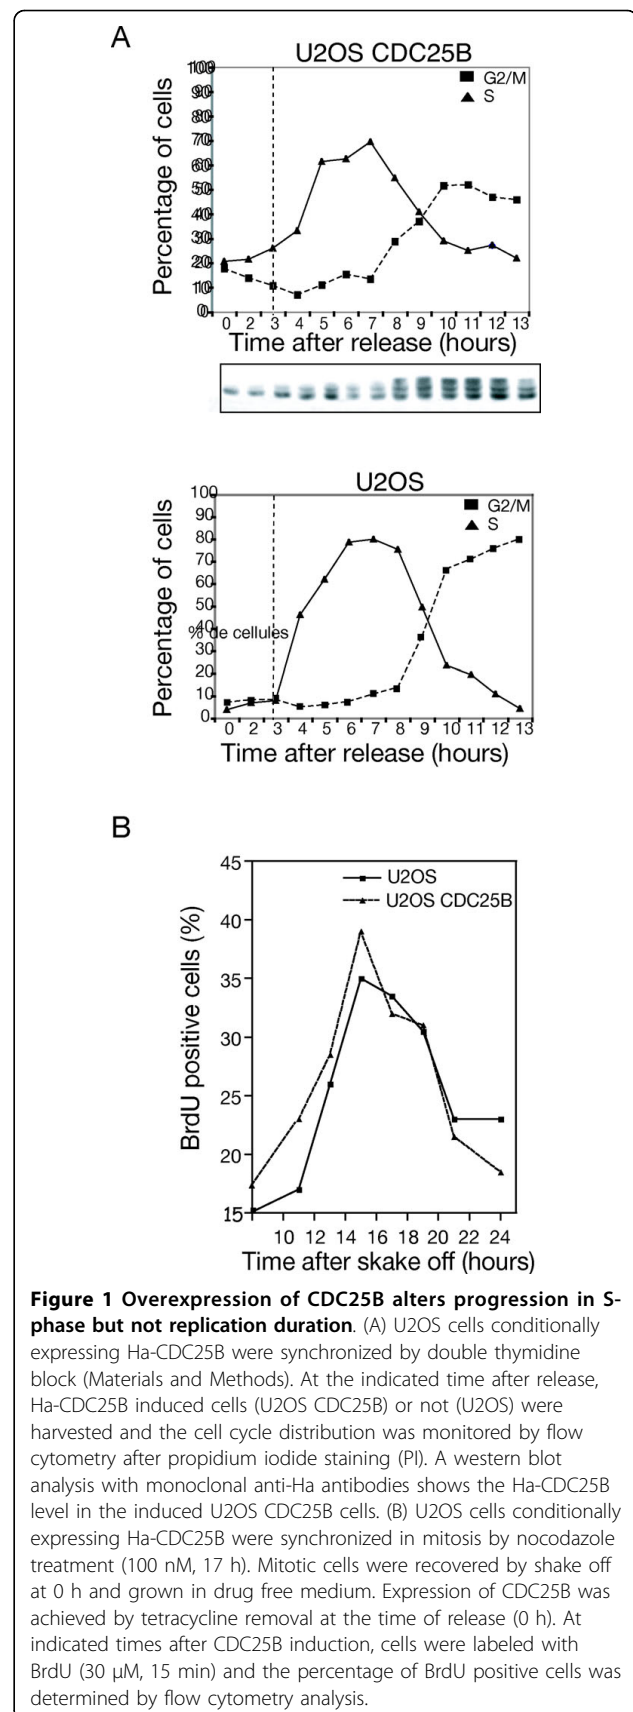 A
U2OS CDC25B
G2/M
S
Percentage of cells
100
90
80
70
60
50
40
30
20
10
0
0 2 3 4 5 6 7 8 9 10 11 12 13
Time after release (hours)
U2OS
G2/M
S
Percentage of cells
100
90
80
70
60
50
40
% de cellules
30
20
10
0
0 2 3 4 5 6 7 8 9 10 11 12 13
Time after release (hours)
B
U2OS
U2OS CDC25B
BrdU positive cells (%)
45
40
35
30
25
20
15
10 12 14 16 18 20 22 24
Time after skake off (hours)
Figure 1 Overexpression of CDC25B alters progression in S-
phase but not replication duration. (A) U2OS cells conditionally
expressing Ha-CDC25B were synchronized by double thymidine
block (Materials and Methods). At the indicated time after release,
Ha-CDC25B induced cells (U2OS CDC25B) or not (U2OS) were
harvested and the cell cycle distribution was monitored by flow
cytometry after propidium iodide staining (PI). A western blot
analysis with monoclonal anti-Ha antibodies shows the Ha-CDC25B
level in the induced U2OS CDC25B cells. (B) U2OS cells conditionally
expressing Ha-CDC25B were synchronized in mitosis by nocodazole
treatment (100 nM, 17 h). Mitotic cells were recovered by shake off
at 0 h and grown in drug free medium. Expression of CDC25B was
achieved by tetracycline removal at the time of release (0 h). At
indicated times after CDC25B induction, cells were labeled with
BrdU (30 μM, 15 min) and the percentage of BrdU positive cells was
determined by flow cytometry analysis.